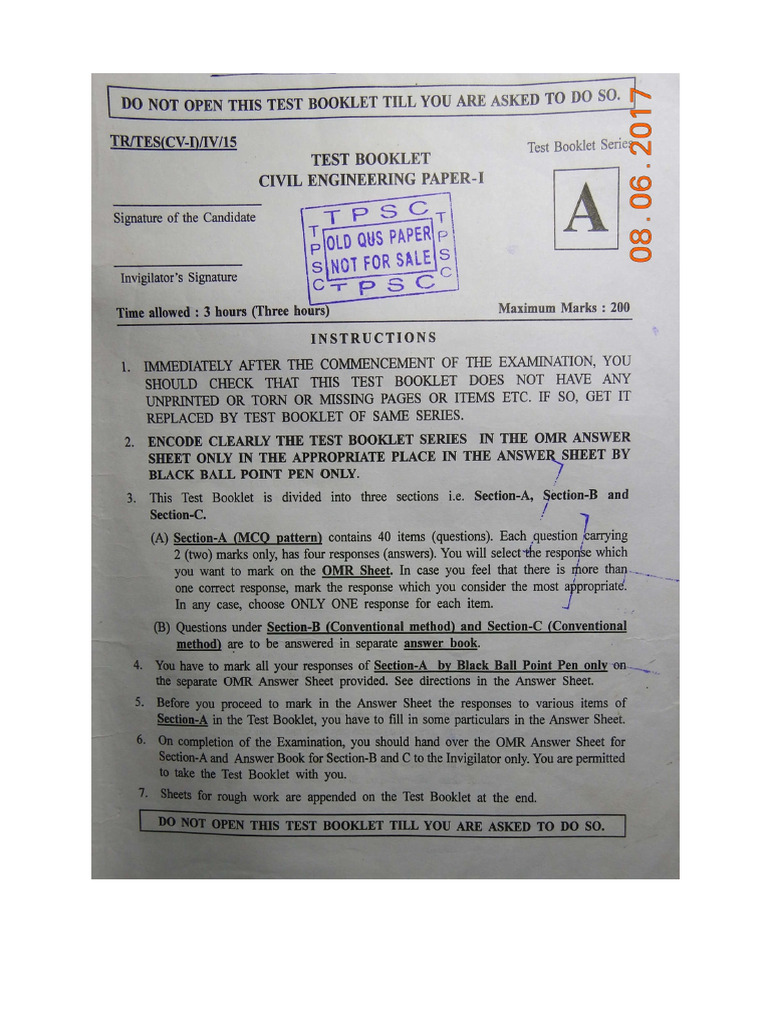 DO NOT OPEN THIS TEST BOOKLET TILL YOU ARE ASKED TO DO SO.
TR/TES(CV-I)/IV/15
Test Booklet Series
TEST BOOKLET
CIVIL ENGINEERING PAPER-I
A
08.06.2017
Signature of the Candidate
TPSC
TPSC
OLD QUS PAPER
NOT FOR SALE
TPSC
TPSC
Invigilator's Signature
Time allowed : 3 hours (Three hours)
Maximum Marks : 200
INSTRUCTIONS
1. IMMEDIATELY AFTER THE COMMENCEMENT OF THE EXAMINATION, YOU
SHOULD CHECK THAT THIS TEST BOOKLET DOES NOT HAVE ANY
UNPRINTED OR TORN OR MISSING PAGES OR ITEMS ETC. IF SO, GET IT
REPLACED BY TEST BOOKLET OF SAME SERIES.
2. ENCODE CLEARLY THE TEST BOOKLET SERIES IN THE OMR ANSWER
SHEET ONLY IN THE APPROPRIATE PLACE IN THE ANSWER SHEET BY
BLACK BALL POINT PEN ONLY.
3. This Test Booklet is divided into three sections i.e. Section-A, Section-B and
Section-C.
(A) Section-A (MCQ pattern) contains 40 items (questions). Each question carrying
2 (two) marks only, has four responses (answers). You will select the response which
you want to mark on the OMR Sheet. In case you feel that there is more than
one correct response, mark the response which you consider the most appropriate.
In any case, choose ONLY ONE response for each item.
(B) Questions under Section-B (Conventional method) and Section-C (Conventional
method) are to be answered in separate answer book.
4. You have to mark all your responses of Section-A by Black Ball Point Pen only on
the separate OMR Answer Sheet provided. See directions in the Answer Sheet.
5. Before you proceed to mark in the Answer Sheet the responses to various items of
Section-A in the Test Booklet, you have to fill in some particulars in the Answer Sheet.
6. On completion of the Examination, you should hand over the OMR Answer Sheet for
Section-A and Answer Book for Section-B and C to the Invigilator only. You are permitted
to take the Test Booklet with you.
7. Sheets for rough work are appended on the Test Booklet at the end.
DO NOT OPEN THIS TEST BOOKLET TILL YOU ARE ASKED TO DO SO.